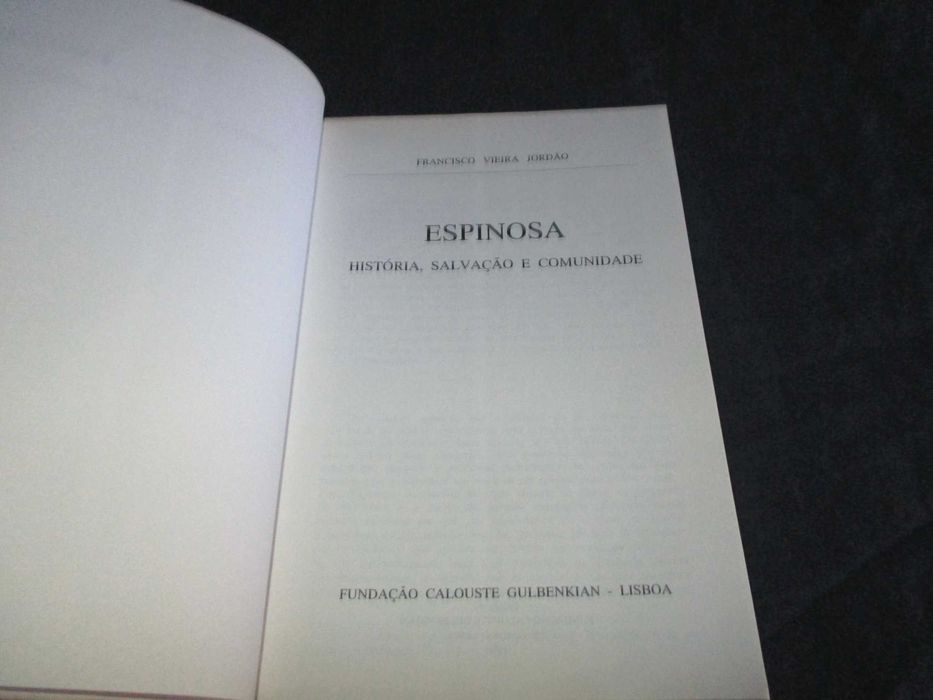 FRANCISCO VIEIRA JORDÃO
ESPINOSA
HISTÓRIA, SALVAÇÃO E COMUNIDADE
FUNDAÇÃO CALOUSTE GULBENKIAN - LISBOA